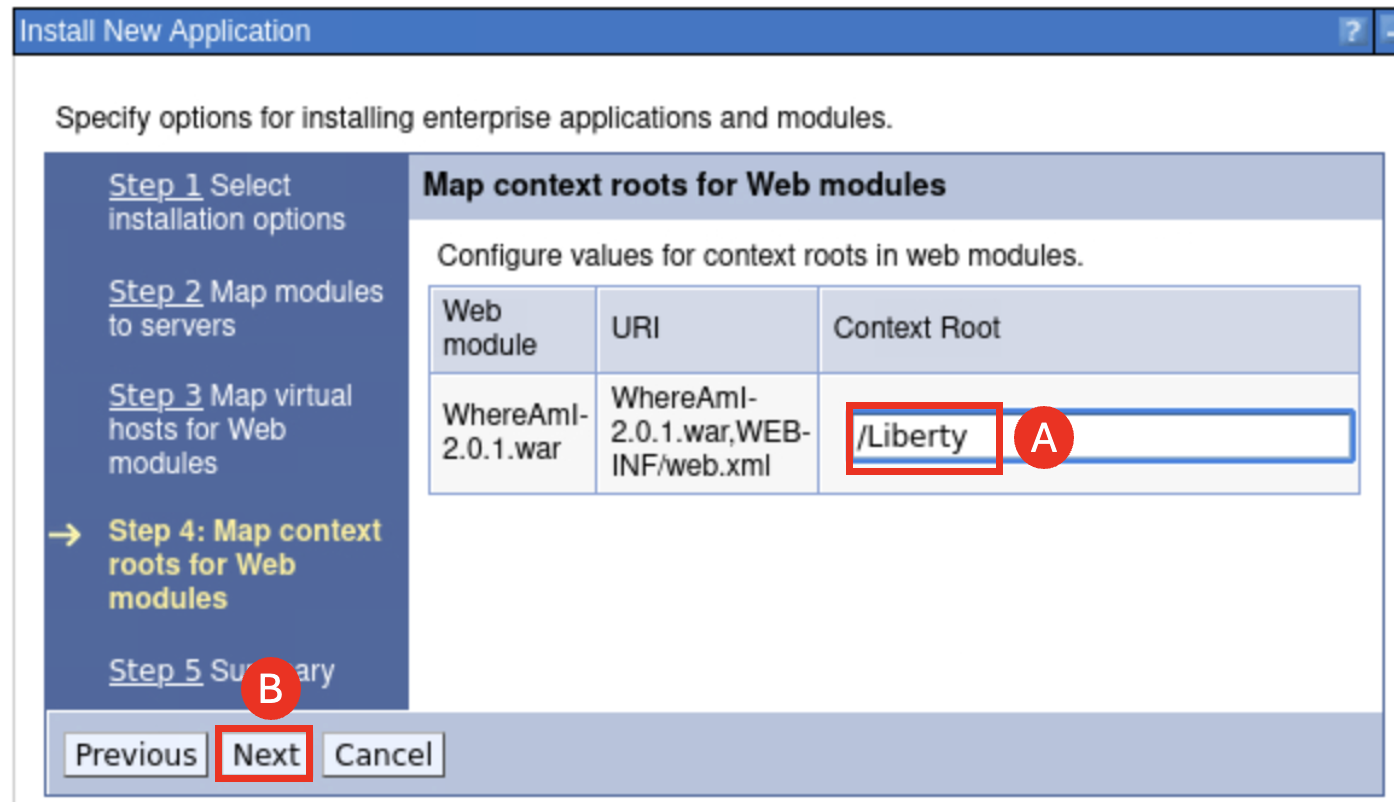 Install New Application
?
Specify options for installing enterprise applications and modules.
Step 1 Select
installation options
Step 2 Map modules
to servers
Step 3 Map virtual
hosts for Web
modules
→ Step 4: Map context
roots for Web
modules
Step 5 Su ary
B
Previous Next Cancel
Map context roots for Web modules
Configure values for context roots in web modules.
Web
module
URI
Context Root
WhereAmI-
2.0.1.war
WhereAmI-
2.0.1.war,WEB-
INF/web.xml
/Liberty
A